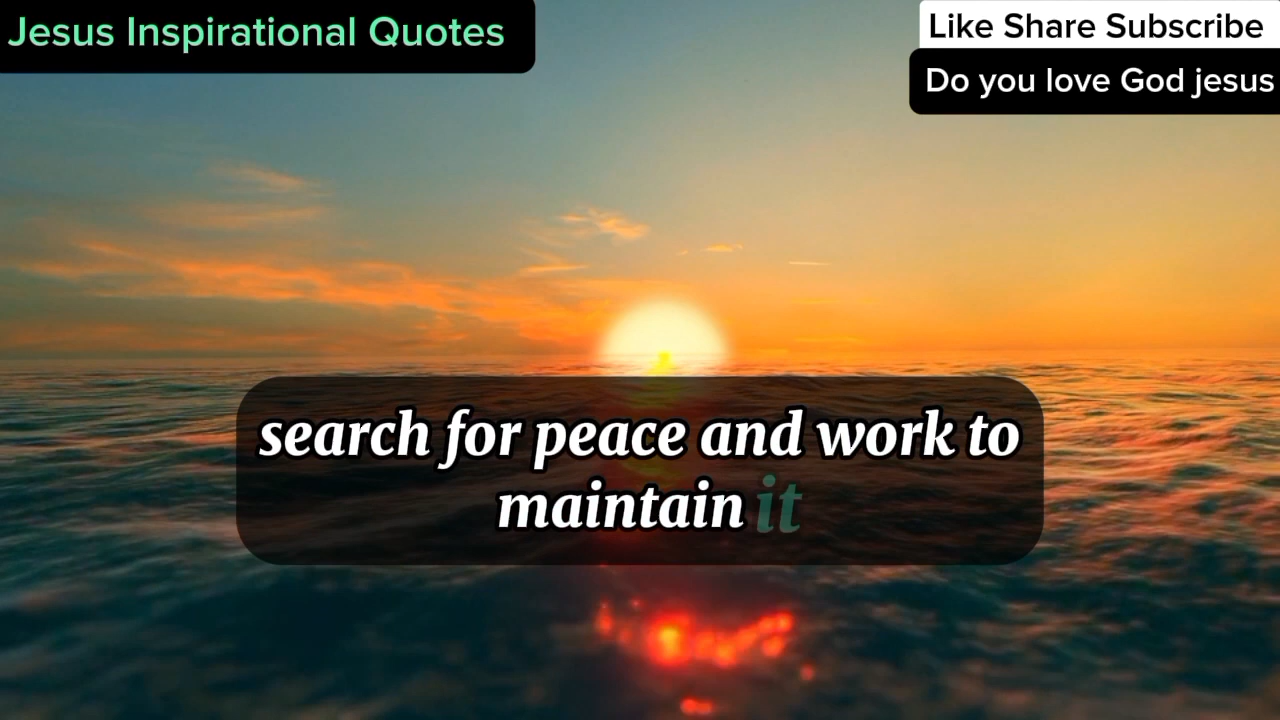 Jesus Inspirational Quotes
Like Share Subscribe
Do you love God jesus
search for peace and work to
maintain it